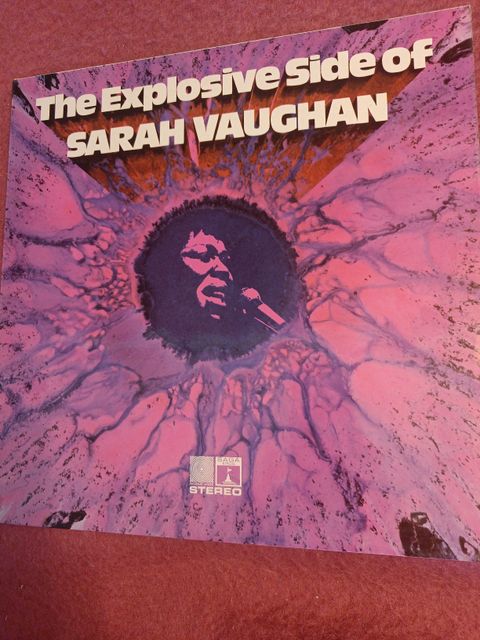 The Explosive Side of
SARAH VAUGHAN
SAGA
STEREO